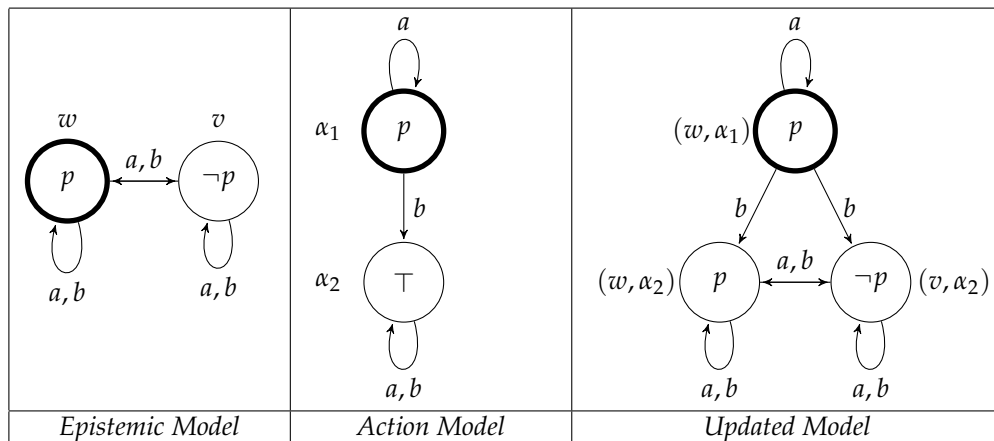 a
a
w
v
α₁
p
(w, α₁)
p
p
a, b
¬p
b
b
b
a, b
a, b
α₂
⊤
(w, α₂)
p
a, b
¬p
(v, α₂)
a, b
a, b
a, b
Epistemic Model
Action Model
Updated Model